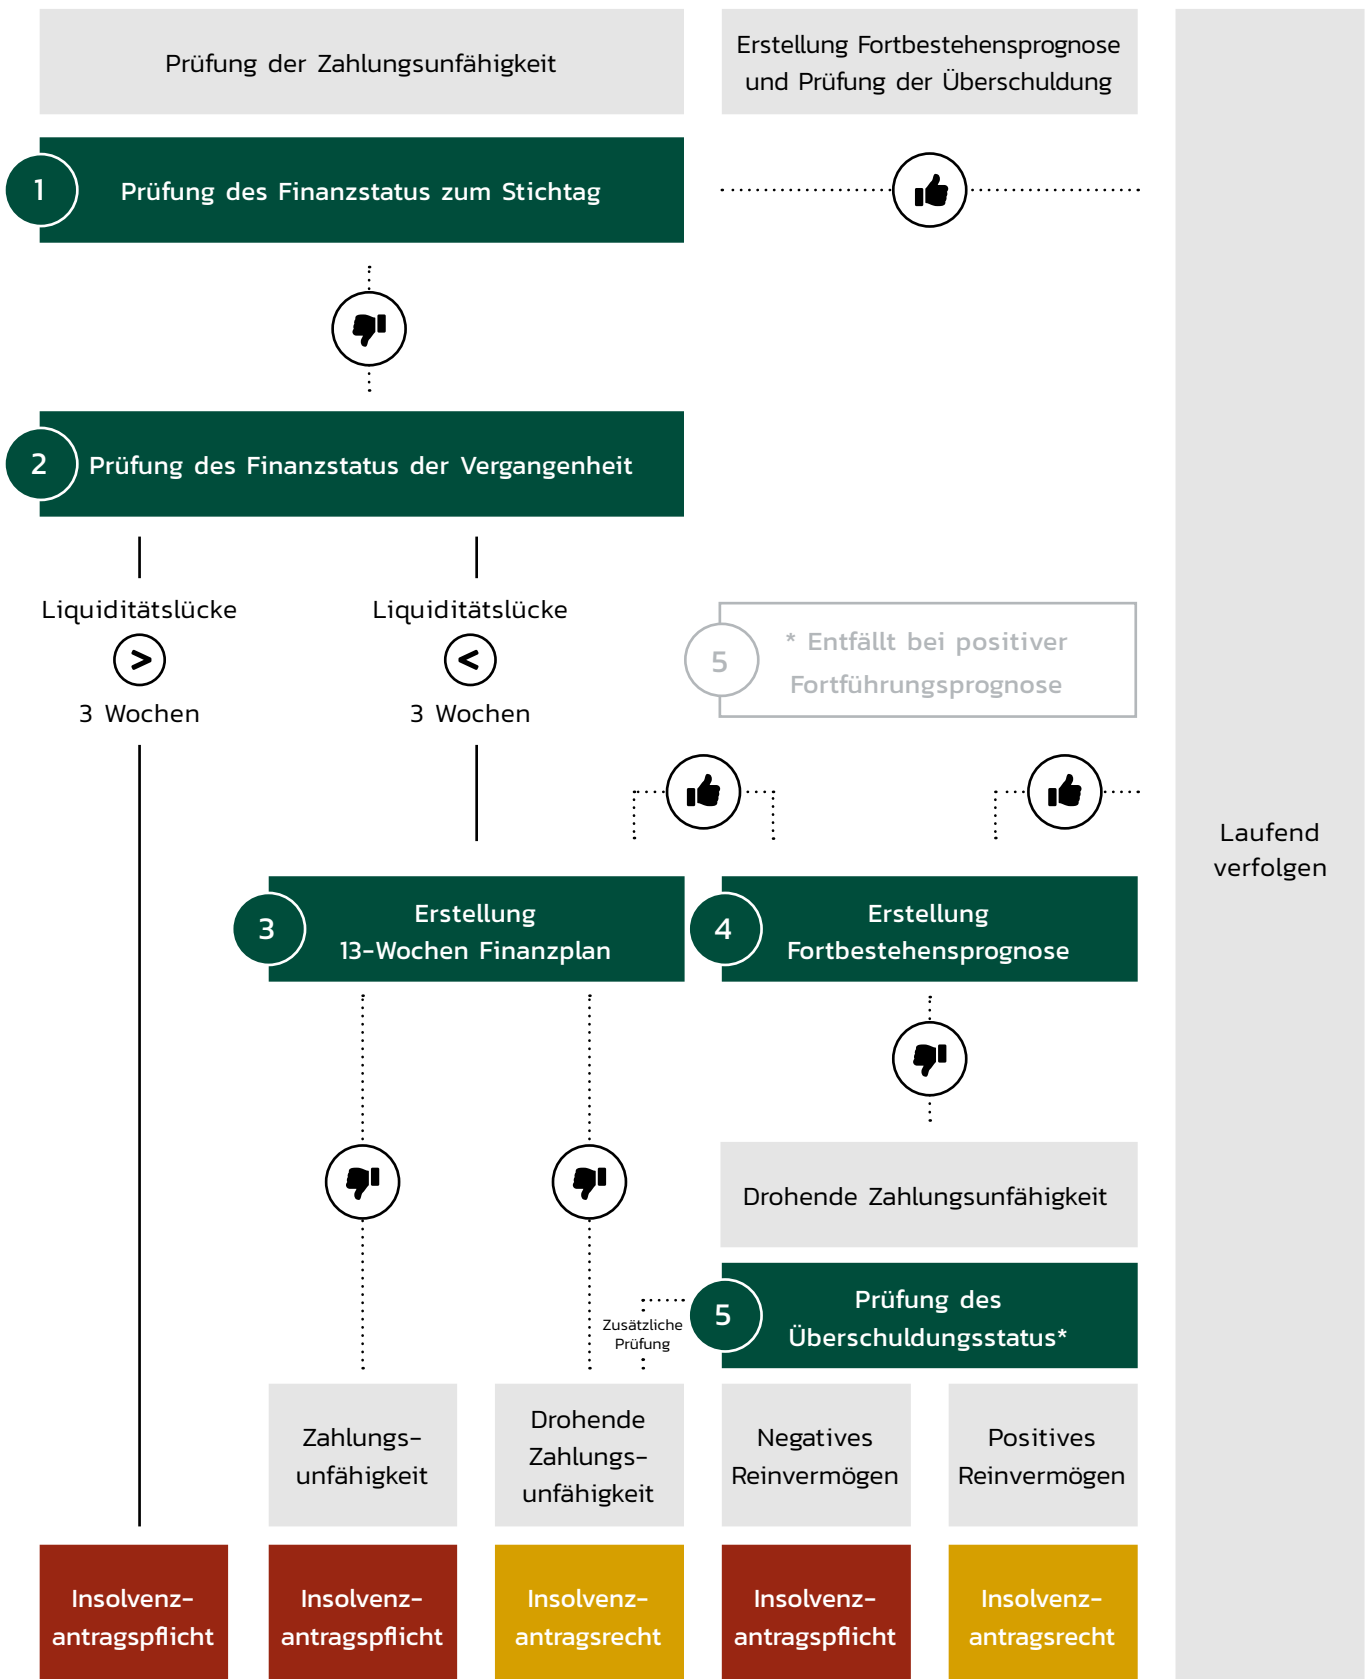 Prüfung der Zahlungsunfähigkeit
Erstellung Fortbestehensprognose
und Prüfung der Überschuldung
1
Prüfung des Finanzstatus zum Stichtag
2
Prüfung des Finanzstatus der Vergangenheit
Liquiditätslücke
>
3 Wochen
Liquiditätslücke
<
3 Wochen
5
* Entfällt bei positiver
Fortführungsprognose
Laufend
verfolgen
3
Erstellung
13-Wochen Finanzplan
4
Erstellung
Fortbestehensprognose
Drohende Zahlungsunfähigkeit
Zusätzliche
Prüfung
5
Prüfung des
Überschuldungsstatus*
Zahlungs-
unfähigkeit
Drohende
Zahlungs-
unfähigkeit
Negatives
Reinvermögen
Positives
Reinvermögen
Insolvenz-
antragspflicht
Insolvenz-
antragspflicht
Insolvenz-
antragsrecht
Insolvenz-
antragspflicht
Insolvenz-
antragsrecht